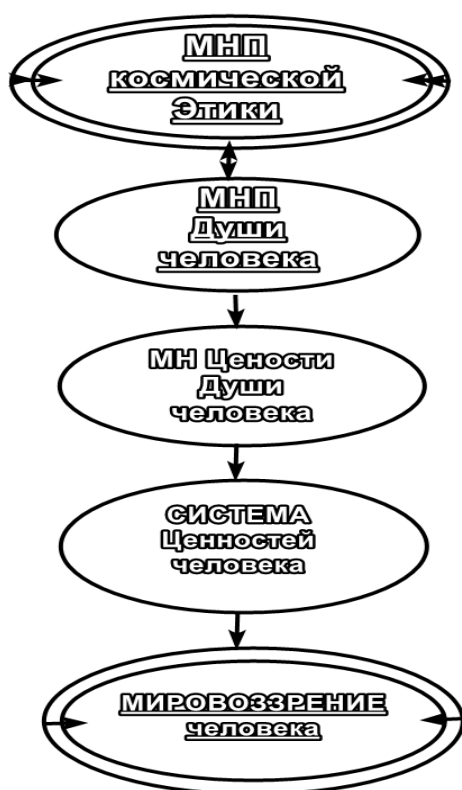 МНП
космической
Этики
МНП
Души
человека
МН Цености
Души
человека
СИСТЕМА
Ценностей
человека
МИРОВОЗЗРЕНИЕ
человека